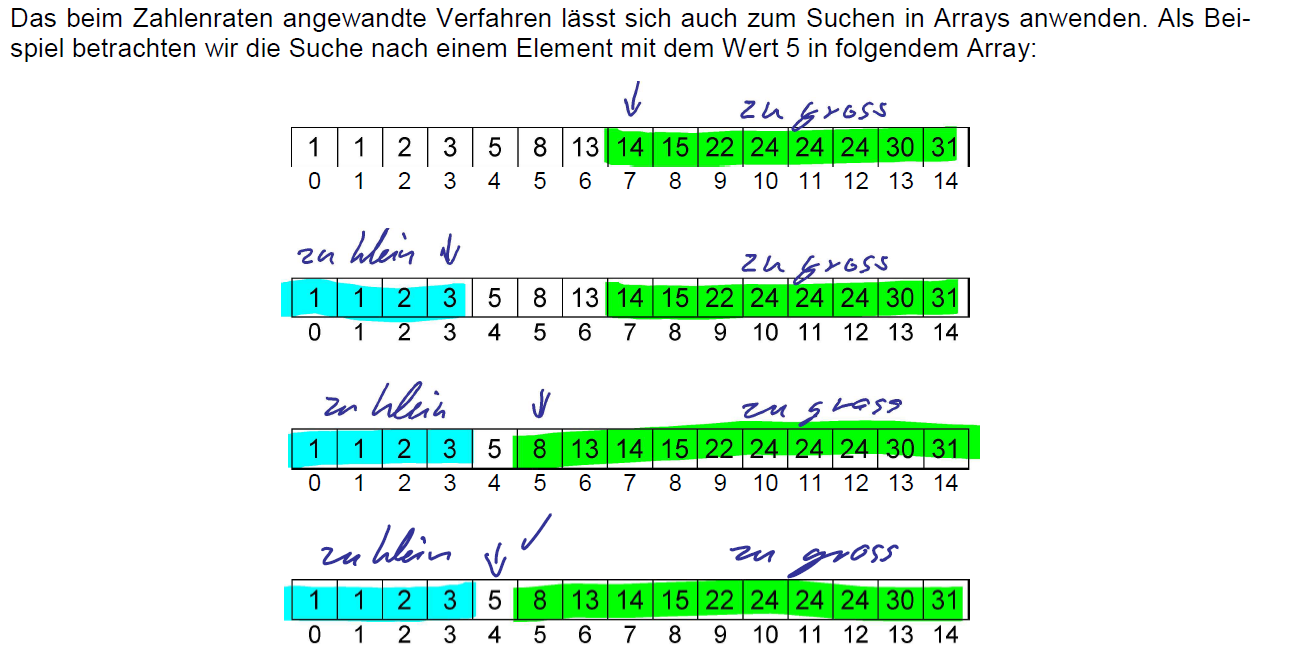 Das beim Zahlenraten angewandte Verfahren lässt sich auch zum Suchen in Arrays anwenden. Als Bei-
spiel betrachten wir die Suche nach einem Element mit dem Wert 5 in folgendem Array:
zu gross
1 1 2 3 5 8 13 14 15 22 24 24 24 30 31
0 1 2 3 4 5 6 7 8 9 10 11 12 13 14
zu klein zu gross
1 1 2 3 5 8 13 14 15 22 24 24 24 30 31
0 1 2 3 4 5 6 7 8 9 10 11 12 13 14
zu klein zu gross
1 1 2 3 5 8 13 14 15 22 24 24 24 30 31
0 1 2 3 4 5 6 7 8 9 10 11 12 13 14
zu klein zu gross
1 1 2 3 5 8 13 14 15 22 24 24 24 30 31
0 1 2 3 4 5 6 7 8 9 10 11 12 13 14